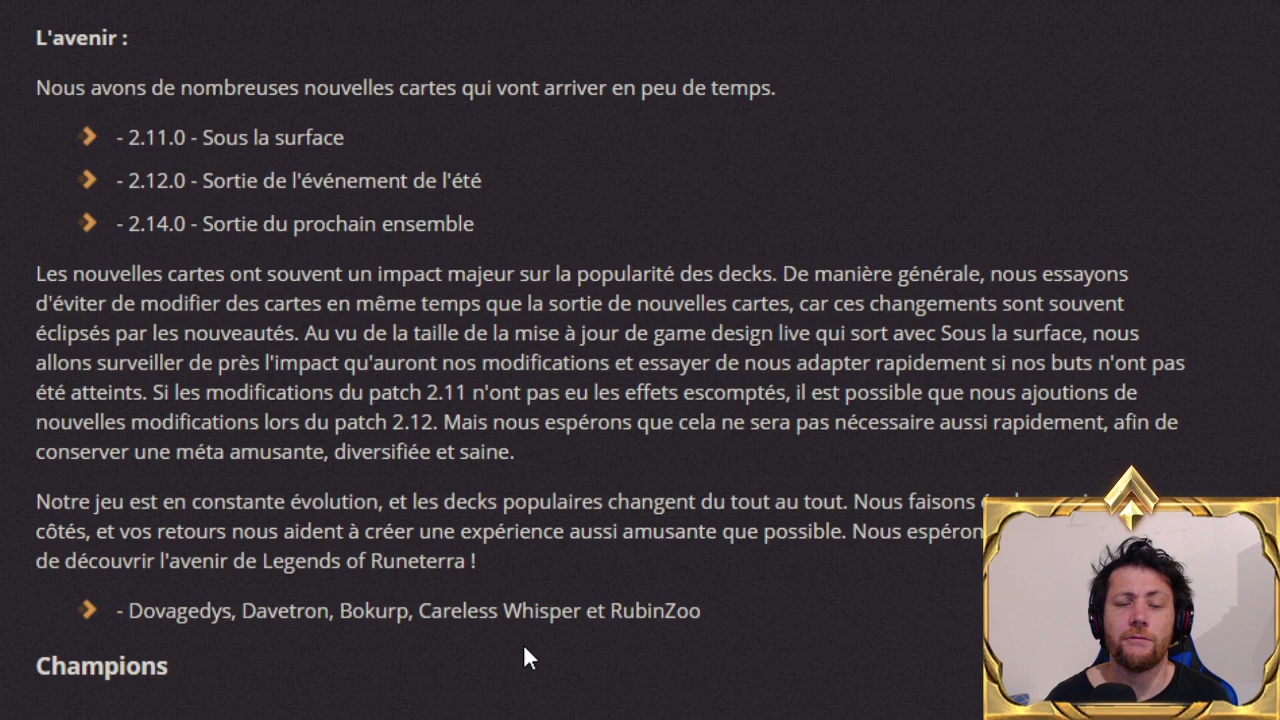 L'avenir :
Nous avons de nombreuses nouvelles cartes qui vont arriver en peu de temps.
- 2.11.0 - Sous la surface
- 2.12.0 - Sortie de l'événement de l'été
- 2.14.0 - Sortie du prochain ensemble
Les nouvelles cartes ont souvent un impact majeur sur la popularité des decks. De manière générale, nous essayons
d'éviter de modifier des cartes en même temps que la sortie de nouvelles cartes, car ces changements sont souvent
éclipsés par les nouveautés. Au vu de la taille de la mise à jour de game design live qui sort avec Sous la surface, nous
allons surveiller de près l'impact qu'auront nos modifications et essayer de nous adapter rapidement si nos buts n'ont pas
été atteints. Si les modifications du patch 2.11 n'ont pas eu les effets escomptés, il est possible que nous ajoutions de
nouvelles modifications lors du patch 2.12. Mais nous espérons que cela ne sera pas nécessaire aussi rapidement, afin de
conserver une méta amusante, diversifiée et saine.
Notre jeu est en constante évolution, et les decks populaires changent du tout au tout. Nous faisons
côtés, et vos retours nous aident à créer une expérience aussi amusante que possible. Nous espéron
de découvrir l'avenir de Legends of Runeterra !
- Dovagedys, Davetron, Bokurp, Careless Whisper et RubinZoo
Champions